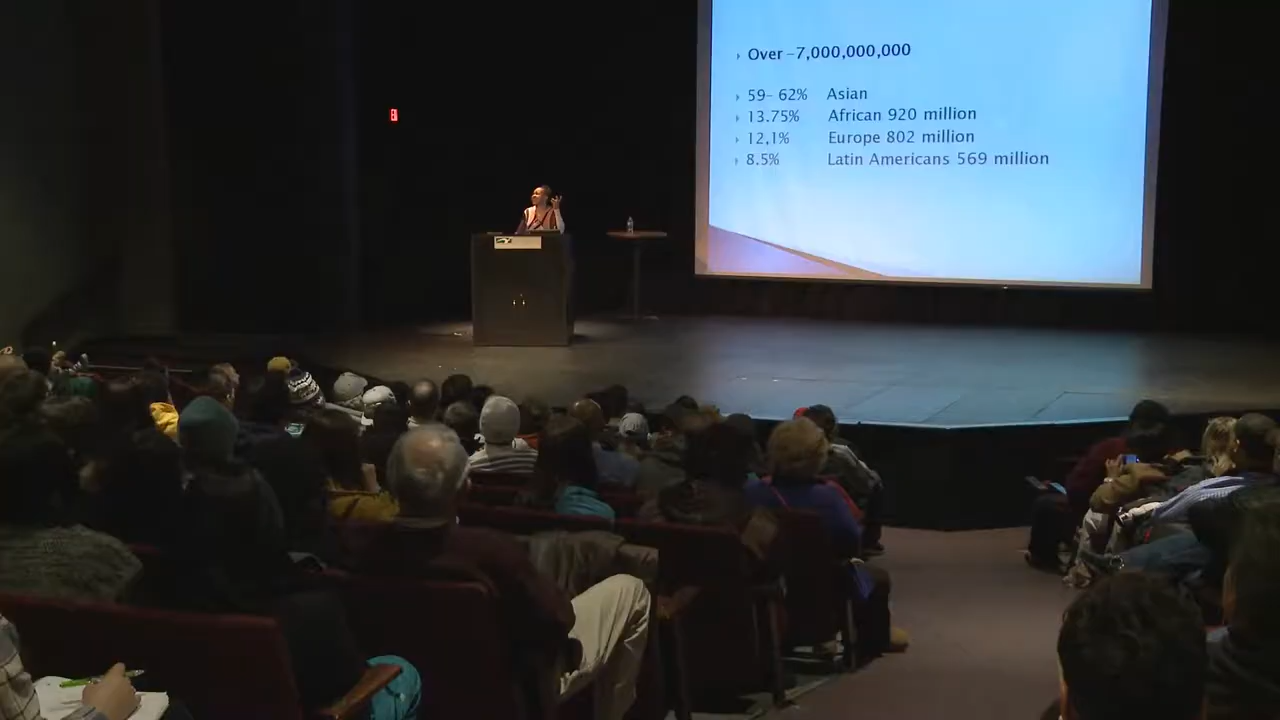 Over –7,000,000,000
59– 62% Asian
13.75% African 920 million
12,1% Europe 802 million
8.5% Latin Americans 569 million